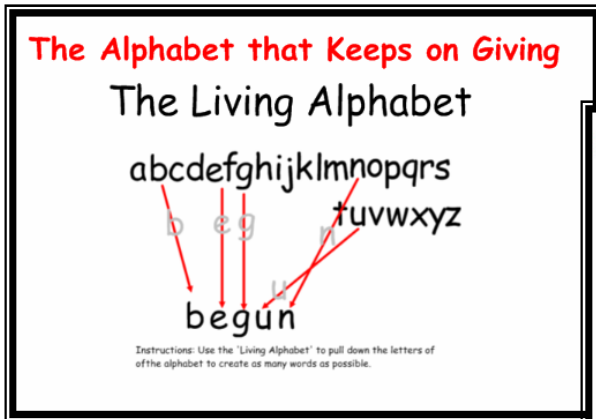 The Alphabet that Keeps on Giving
The Living Alphabet
abcdefghijklmnopqrs
tuvwxyz
b e g n
u
begun
Instructions: Use the 'Living Alphabet' to pull down the letters of
ofthe alphabet to create as many words as possible.